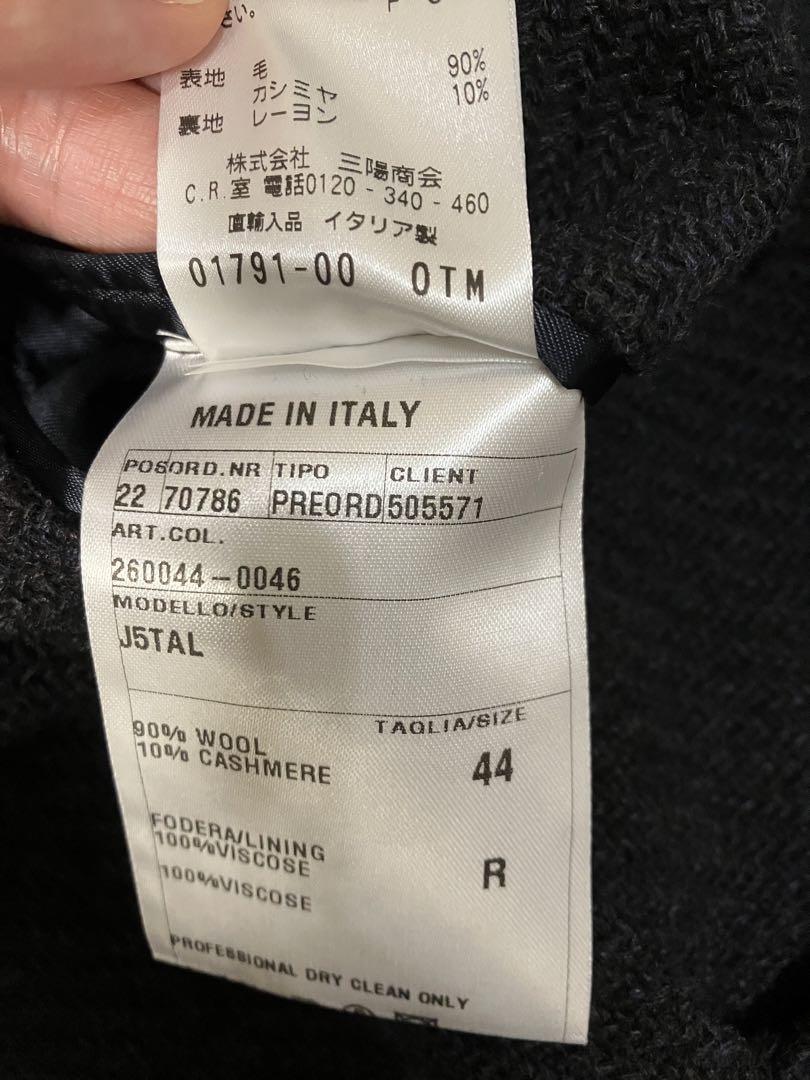 さい。
表地 毛 90%
カシミヤ 10%
裏地 レーヨン
株式会社 三陽商会
C.R.室 電話0120-340-460
直輸入品 イタリア製
01791-00 OTM
MADE IN ITALY
POS ORD.NR TIPO CLIENT
22 70786 PREORD 505571
ART.COL.
260044-0046
MODELLO/STYLE
J5TAL
TAGLIA/SIZE
90% WOOL
10% CASHMERE
44
FODERA/LINING
100%VISCOSE
R
100%VISCOSE
PROFESSIONAL DRY CLEAN ONLY